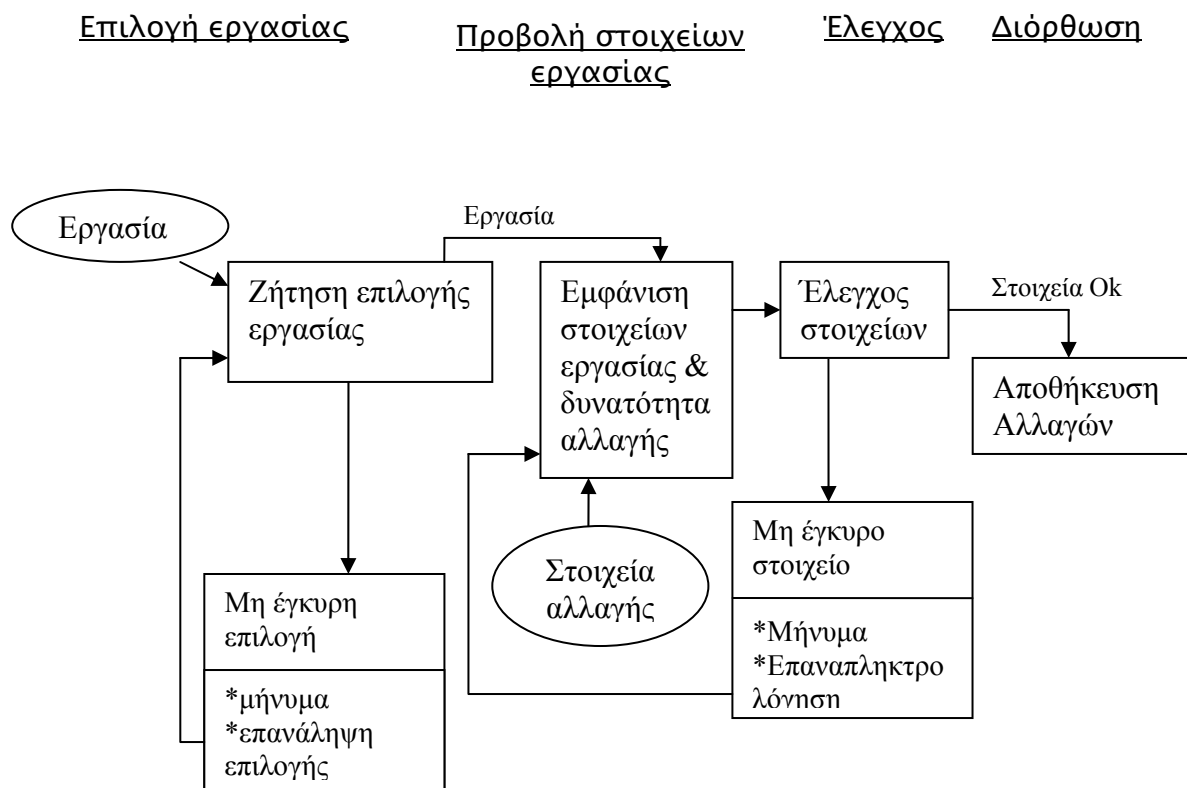 Επιλογή εργασίας
Προβολή στοιχείων
εργασίας
Έλεγχος
Διόρθωση
Εργασία
Εργασία
Ζήτηση επιλογής
εργασίας
Εμφάνιση
στοιχείων
εργασίας &
δυνατότητα
αλλαγής
Έλεγχος
στοιχείων
Στοιχεία Ok
Αποθήκευση
Αλλαγών
Μη έγκυρη
επιλογή
*μήνυμα
*επανάληψη
επιλογής
Στοιχεία
αλλαγής
Μη έγκυρο
στοιχείο
*Μήνυμα
*Επαναπληκτρο
λόγηση